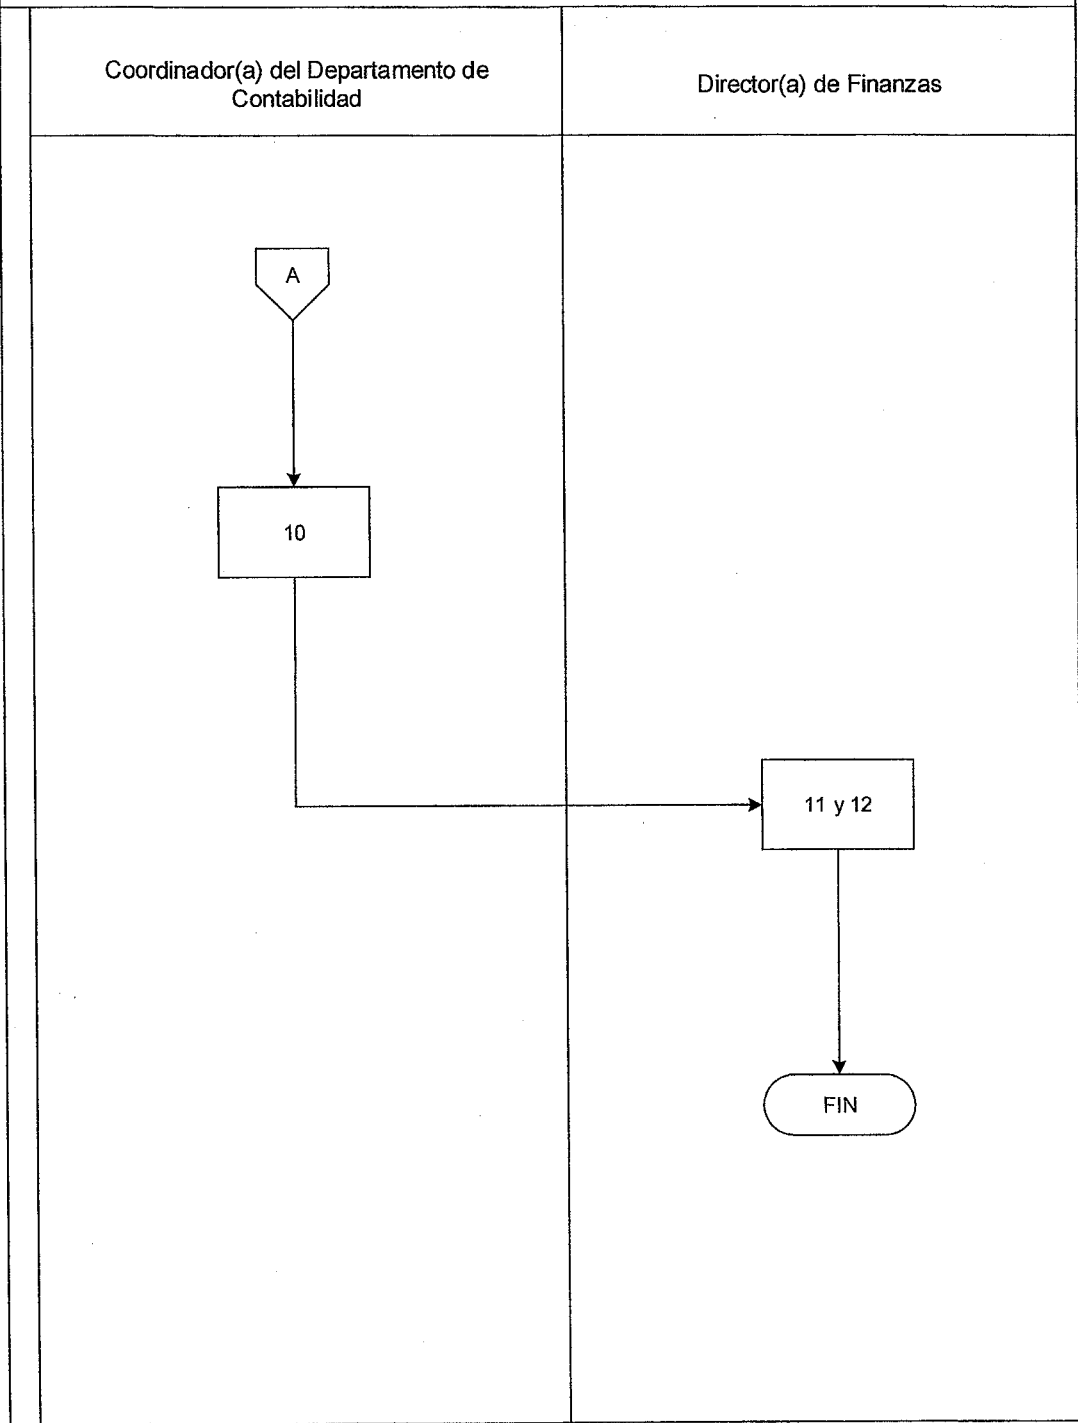 Coordinador(a) del Departamento de
Contabilidad
Director(a) de Finanzas
A
10
11 y 12
FIN